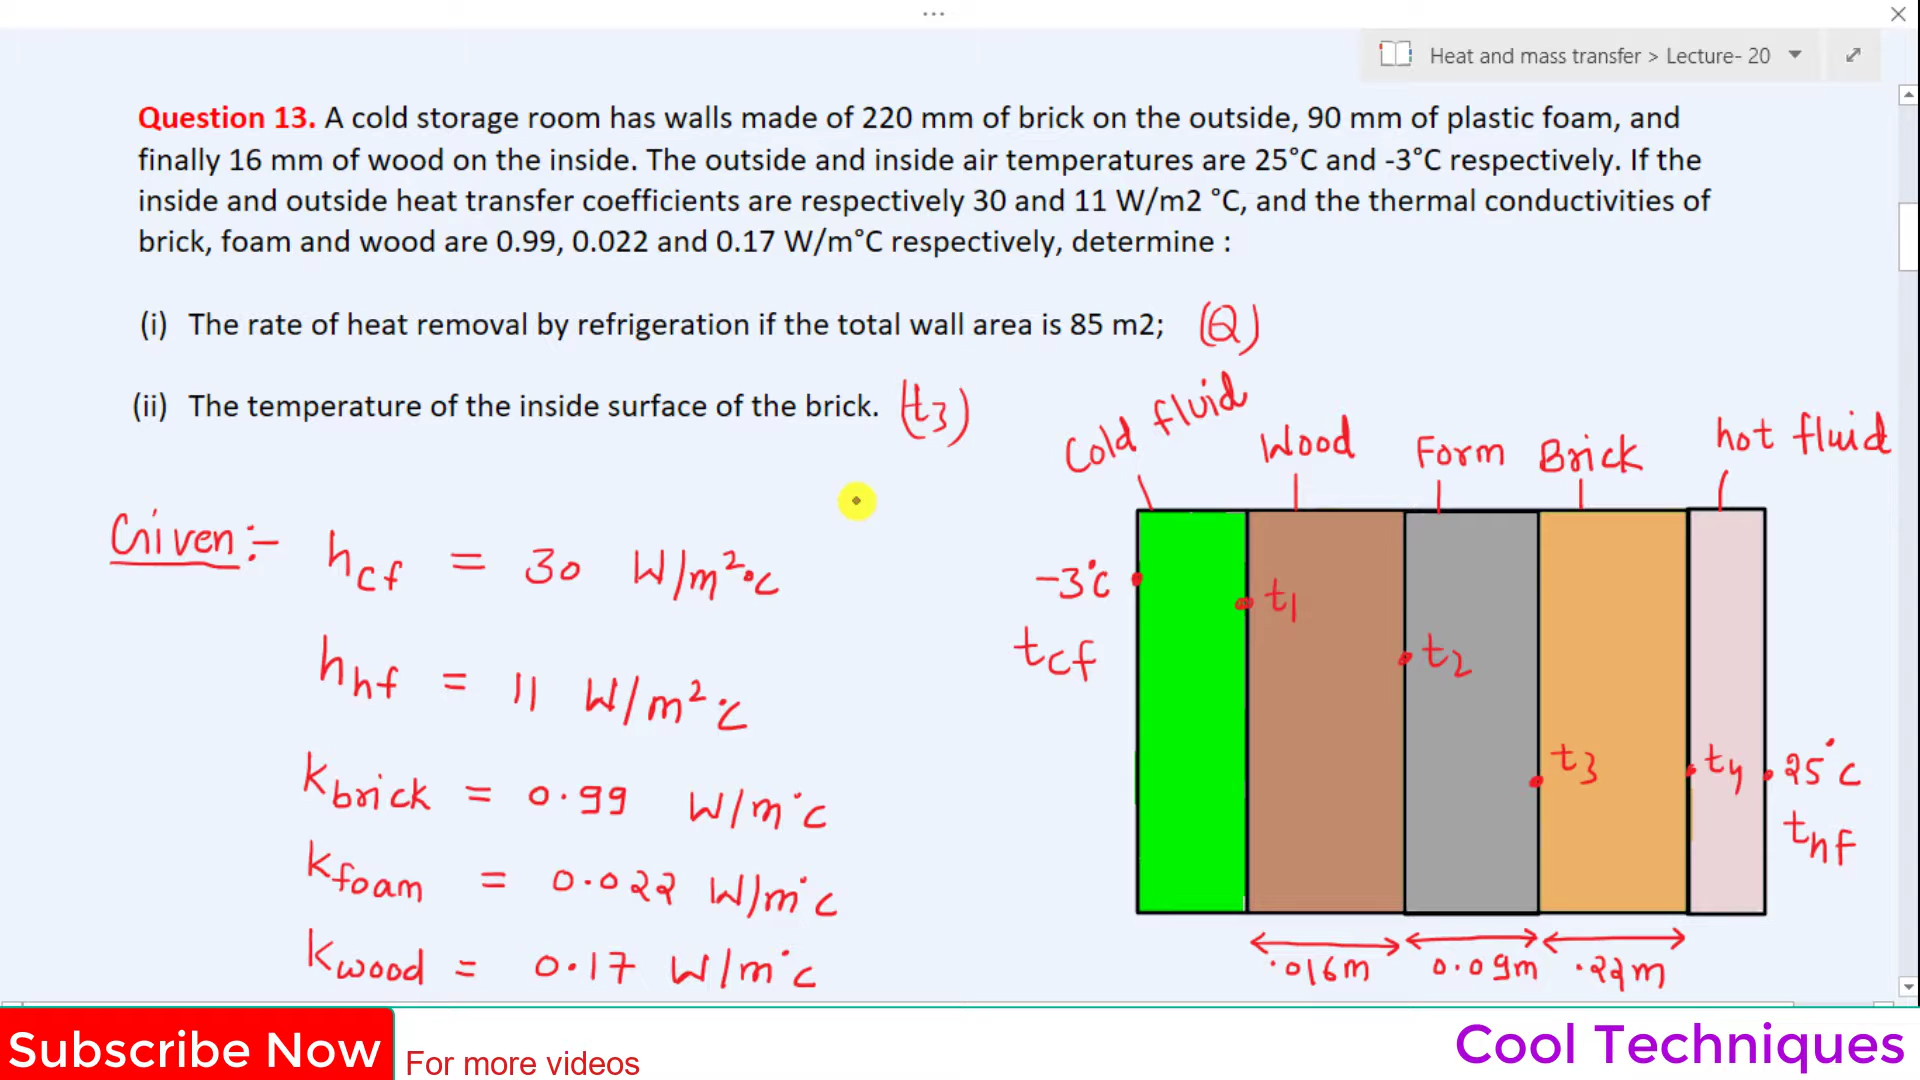 Heat and mass transfer > Lecture- 20
Question 13. A cold storage room has walls made of 220 mm of brick on the outside, 90 mm of plastic foam, and
finally 16 mm of wood on the inside. The outside and inside air temperatures are 25°C and -3°C respectively. If the
inside and outside heat transfer coefficients are respectively 30 and 11 W/m2 °C, and the thermal conductivities of
brick, foam and wood are 0.99, 0.022 and 0.17 W/m°C respectively, determine :
(i) The rate of heat removal by refrigeration if the total wall area is 85 m2; (Q)
(ii) The temperature of the inside surface of the brick. (t3)
Cold fluid Wood Form Brick hot fluid
Given:- hcf = 30 W/m²°C
-3°C t1
tcf t2
hhf = 11 W/m²°C
t3 t4 25°C
kbrick = 0.99 W/m°C
thf
kfoam = 0.022 W/m°C
kwood = 0.17 W/m°C
.016m 0.09m .22m
Subscribe Now For more videos Cool Techniques